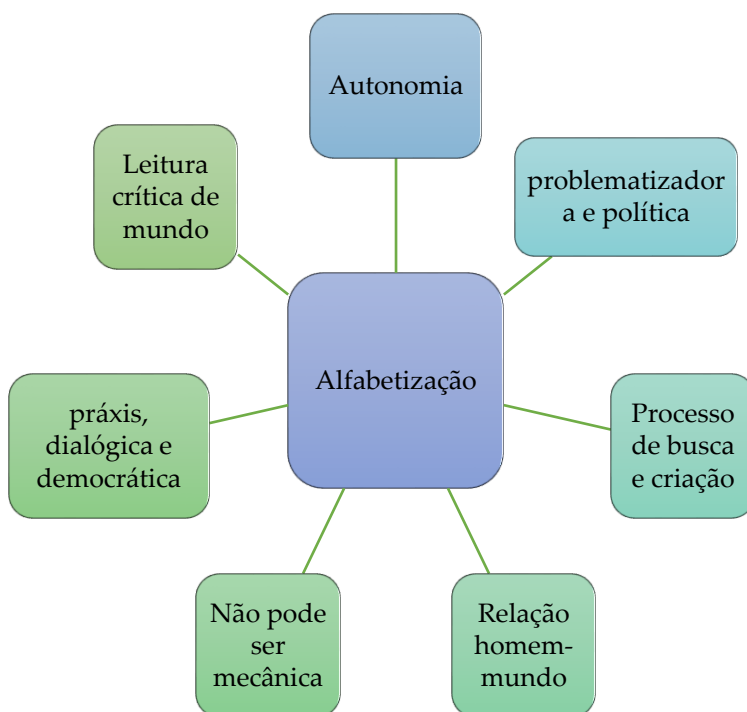 Autonomia
problematizador
a e política
Processo
de busca
e criação
Relação
homem-
mundo
Não pode
ser
mecânica
práxis,
dialógica e
democrática
Leitura
crítica de
mundo
Alfabetização